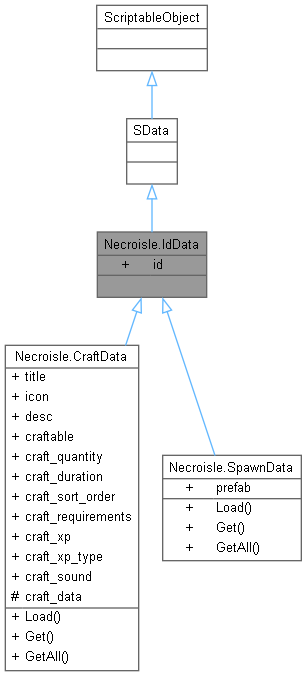 ScriptableObject
SData
Necroisle.IdData
+ id
Necroisle.CraftData
+ title
+ icon
+ desc
+ craftable
+ craft_quantity
+ craft_duration
+ craft_sort_order
+ craft_requirements
+ craft_xp
+ craft_xp_type
+ craft_sound
# craft_data
+ Load()
+ Get()
+ GetAll()
Necroisle.SpawnData
+ prefab
+ Load()
+ Get()
+ GetAll()